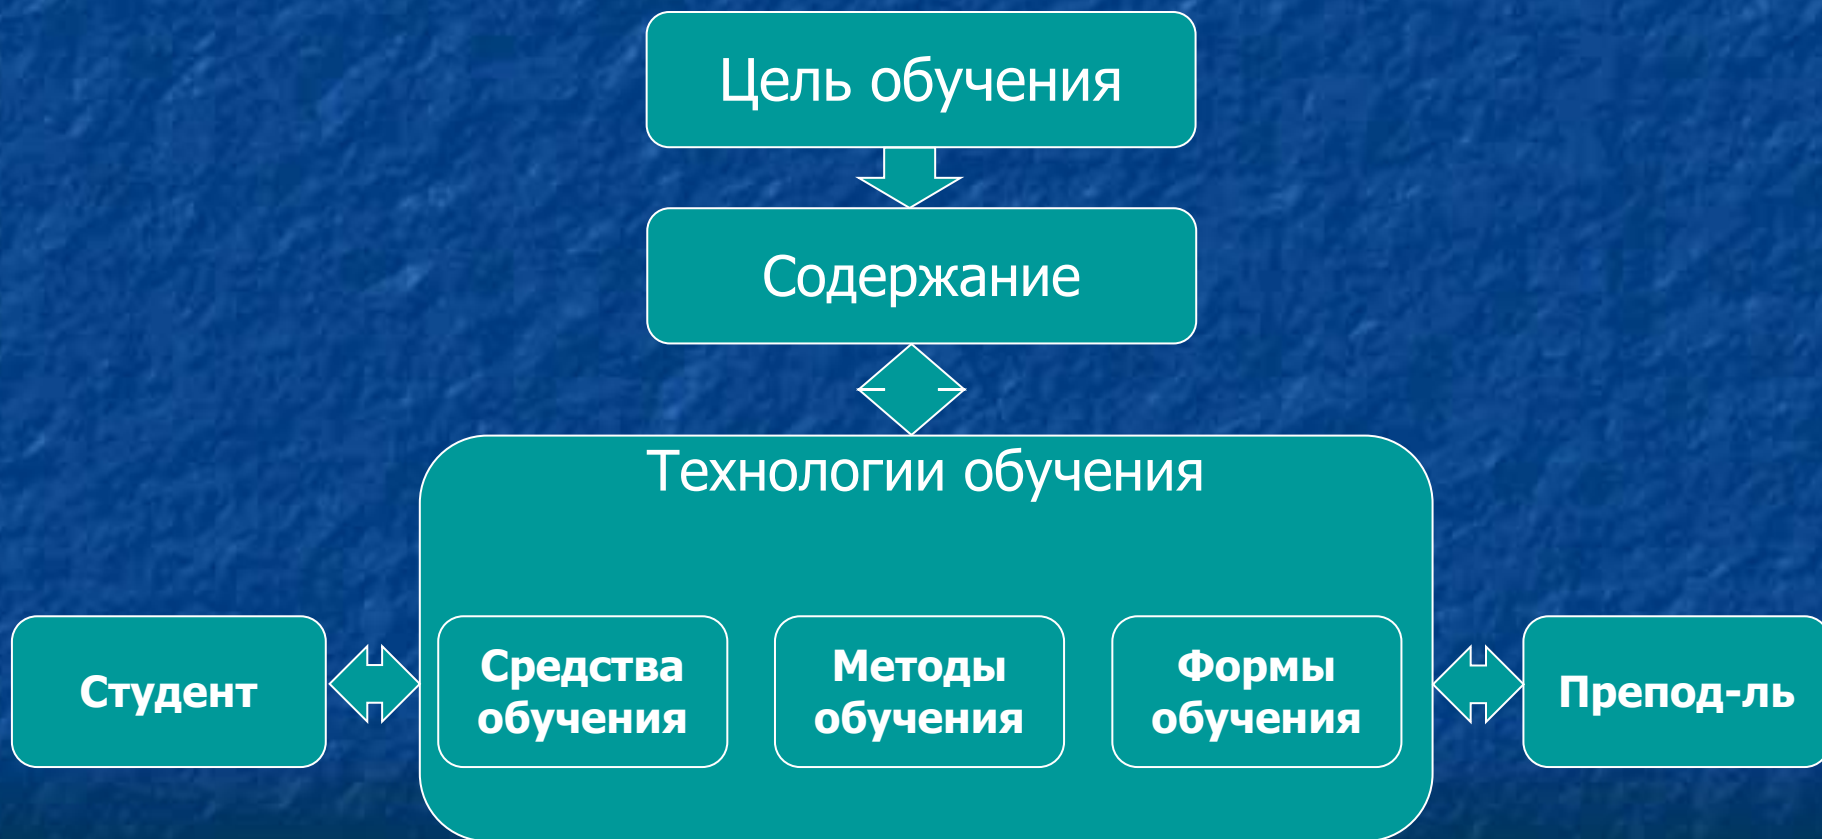 Цель обучения
Содержание
Технологии обучения
Студент
Средства
обучения
Методы
обучения
Формы
обучения
Препод-ль